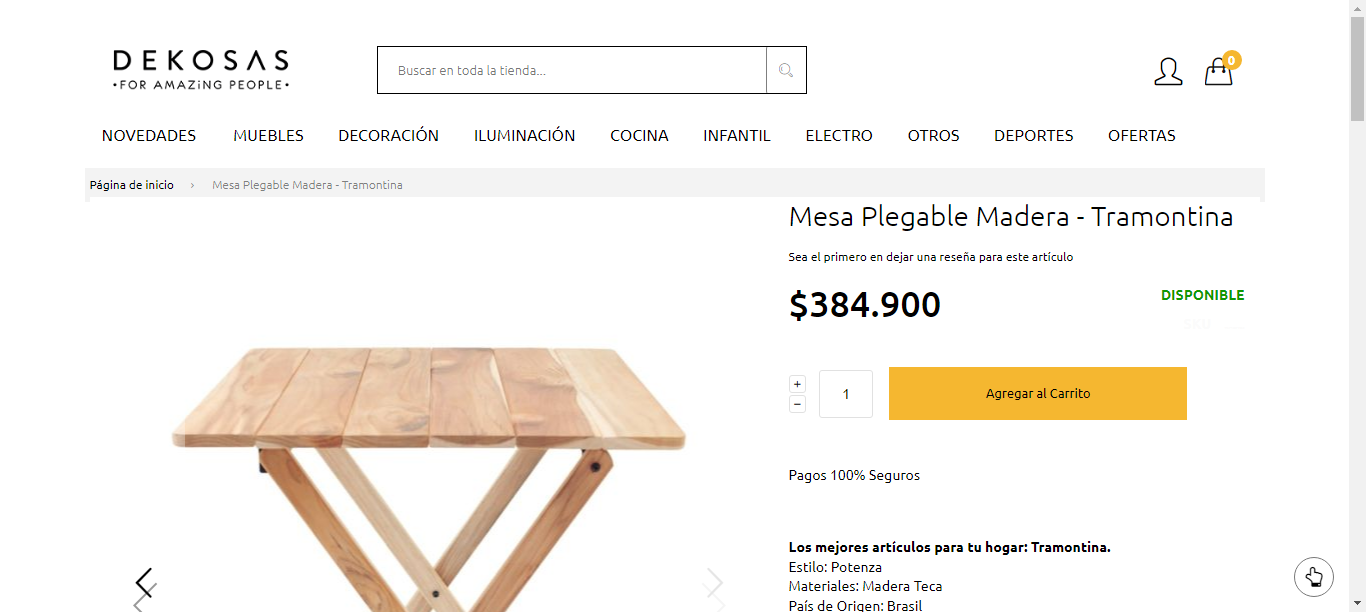 DEKOSAS
•FOR AMAZiNG PEOPLE•
Buscar en toda la tienda...
0
NOVEDADES MUEBLES DECORACIÓN ILUMINACIÓN COCINA INFANTIL ELECTRO OTROS DEPORTES OFERTAS
Página de inicio › Mesa Plegable Madera - Tramontina
Mesa Plegable Madera - Tramontina
Sea el primero en dejar una reseña para este artículo
$384.900
DISPONIBLE
+
1
−
Agregar al Carrito
Pagos 100% Seguros
Los mejores artículos para tu hogar: Tramontina.
Estilo: Potenza
Materiales: Madera Teca
País de Origen: Brasil